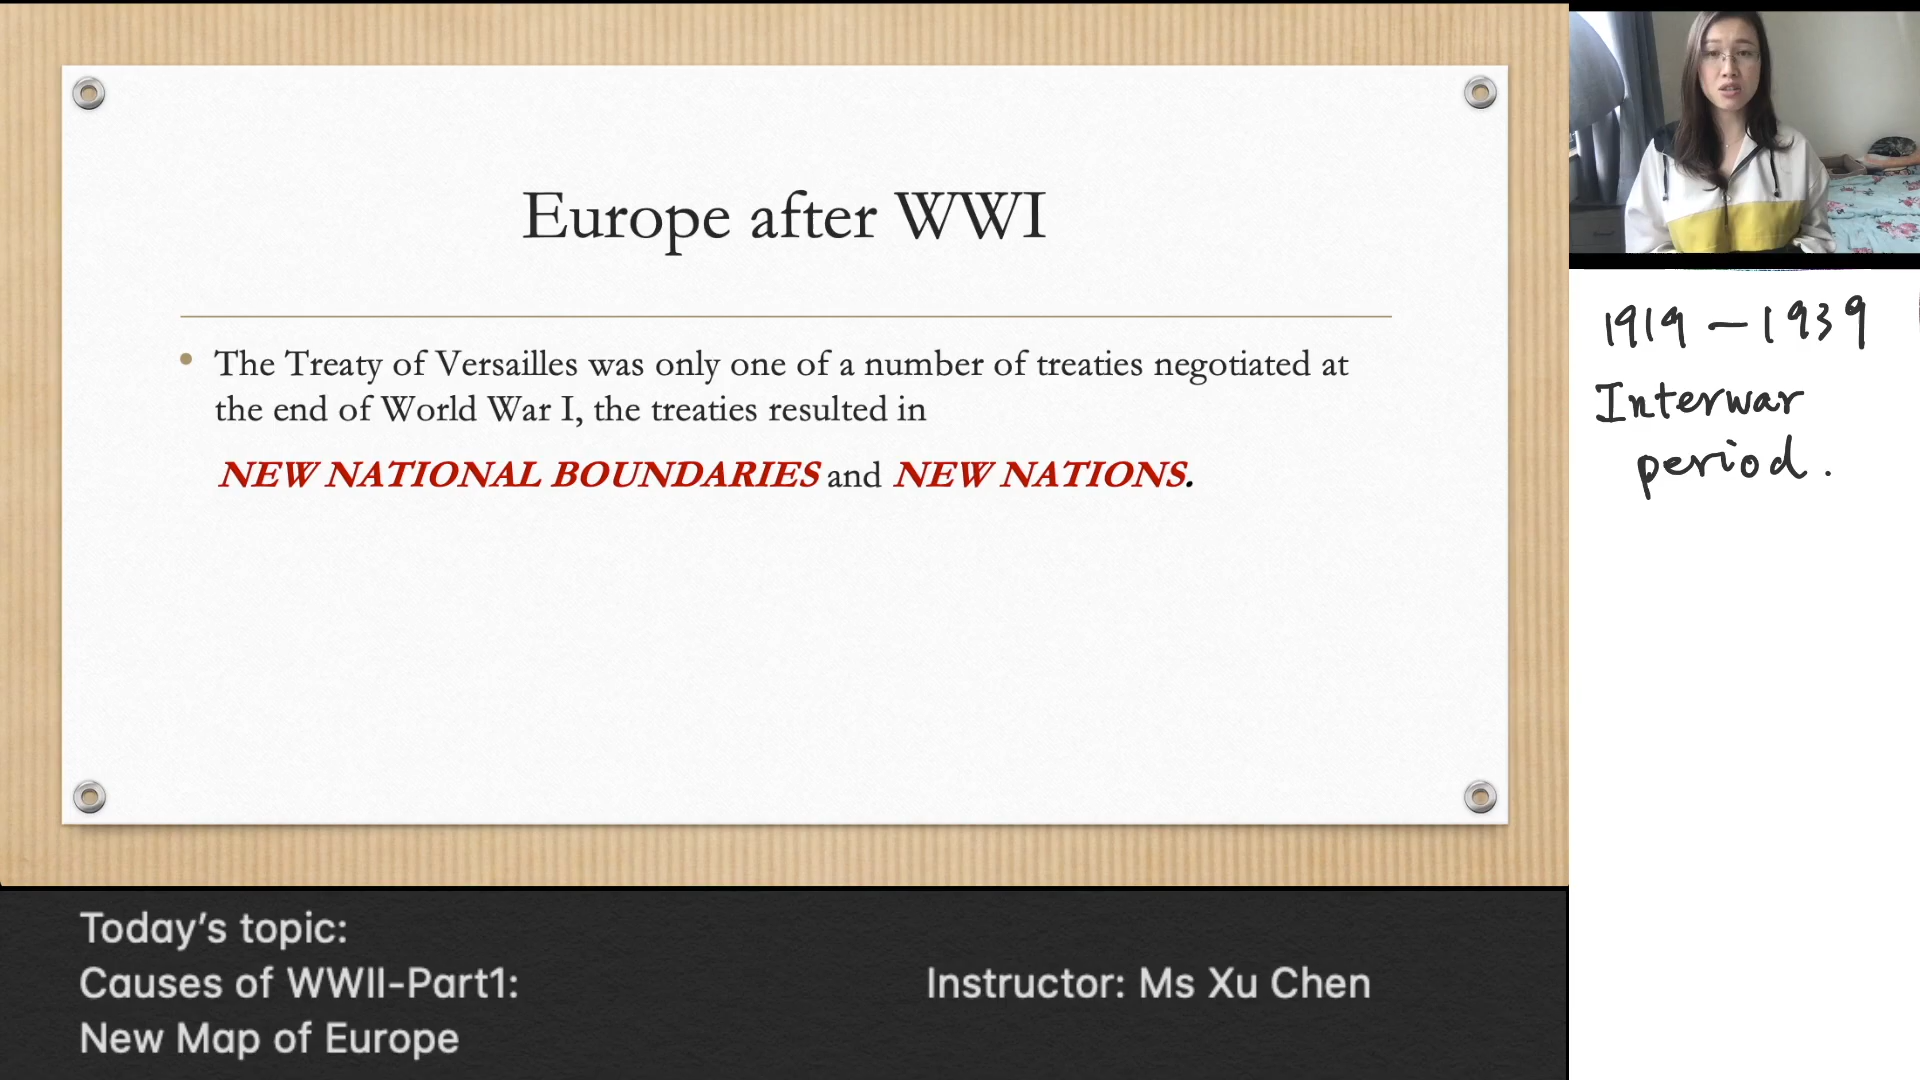 Europe after WWI
The Treaty of Versailles was only one of a number of treaties negotiated at
the end of World War I, the treaties resulted in
NEW NATIONAL BOUNDARIES and NEW NATIONS.
1919 – 1939
Interwar
period.
Today's topic:
Causes of WWII-Part1:
New Map of Europe
Instructor: Ms Xu Chen